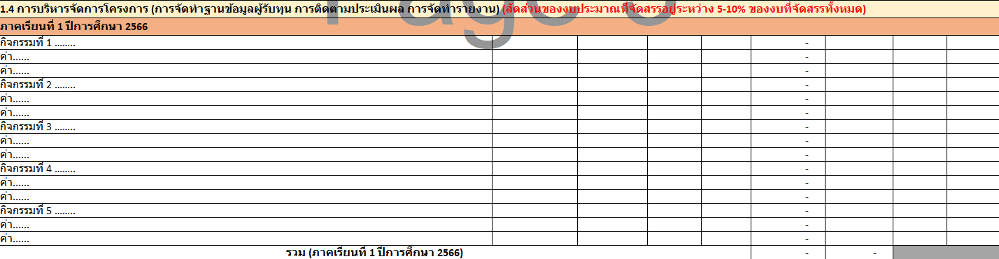 1.4 การบริหารจัดการโครงการ (การจัดทำฐานข้อมูลผู้รับทุน การติดตามประเมินผล การจัดทำรายงาน) (สัดส่วนของงบประมาณที่จัดสรรอยู่ระหว่าง 5-10% ของงบที่จัดสรรทั้งหมด)
ภาคเรียนที่ 1 ปีการศึกษา 2566
กิจกรรมที่ 1 ........ -
ค่า...... -
ค่า...... -
กิจกรรมที่ 2 ........ -
ค่า...... -
ค่า...... -
กิจกรรมที่ 3 ........ -
ค่า...... -
ค่า...... -
กิจกรรมที่ 4 ........ -
ค่า...... -
ค่า...... -
กิจกรรมที่ 5 ........ -
ค่า...... -
ค่า...... -
รวม (ภาคเรียนที่ 1 ปีการศึกษา 2566) - -